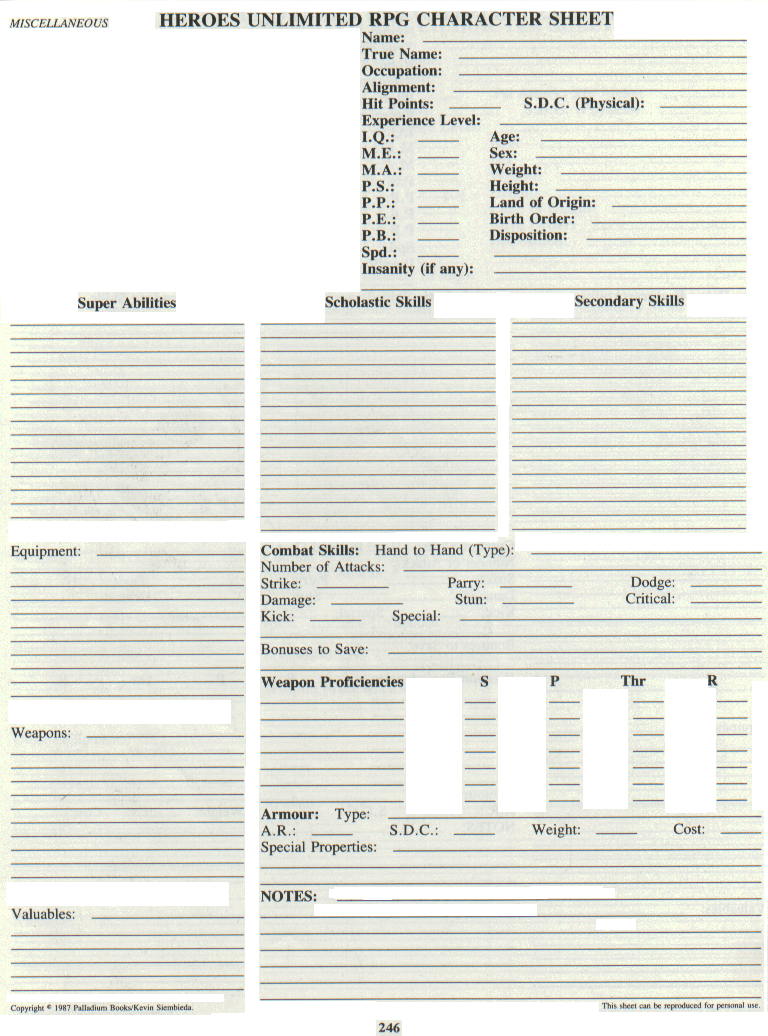 MISCELLANEOUS HEROES UNLIMITED RPG CHARACTER SHEET
Name:
True Name:
Occupation:
Alignment:
Hit Points: S.D.C. (Physical):
Experience Level:
I.Q.: Age:
M.E.: Sex:
M.A.: Weight:
P.S.: Height:
P.P.: Land of Origin:
P.E.: Birth Order:
P.B.: Disposition:
Spd.:
Insanity (if any):
Super Abilities Scholastic Skills Secondary Skills
Equipment:
Weapons:
Valuables:
Combat Skills: Hand to Hand (Type):
Number of Attacks:
Strike: Parry: Dodge:
Damage: Stun: Critical:
Kick: Special:
Bonuses to Save:
Weapon Proficiencies S P Thr R
Armour: Type:
A.R.: S.D.C.: Weight: Cost:
Special Properties:
NOTES:
Copyright © 1987 Palladium Books/Kevin Siembieda. This sheet can be reproduced for personal use.
246